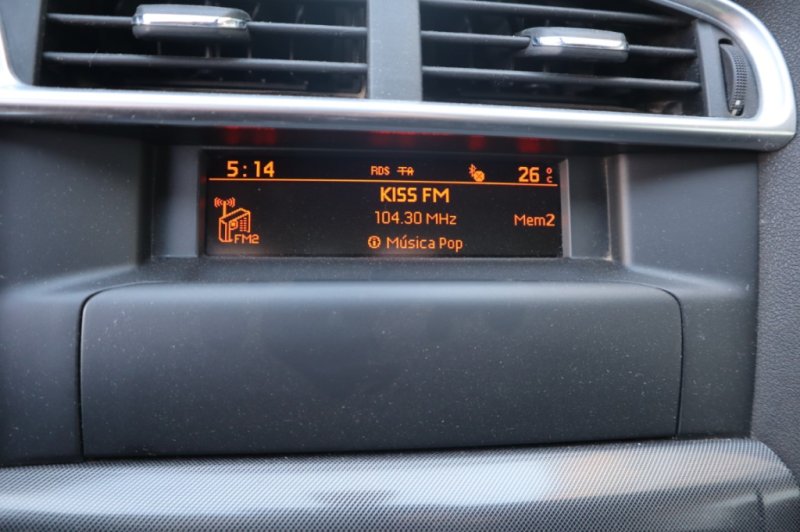 5:14 RDS TA 26 °C
KISS FM
104.30 MHz Mem2
FM2
Música Pop